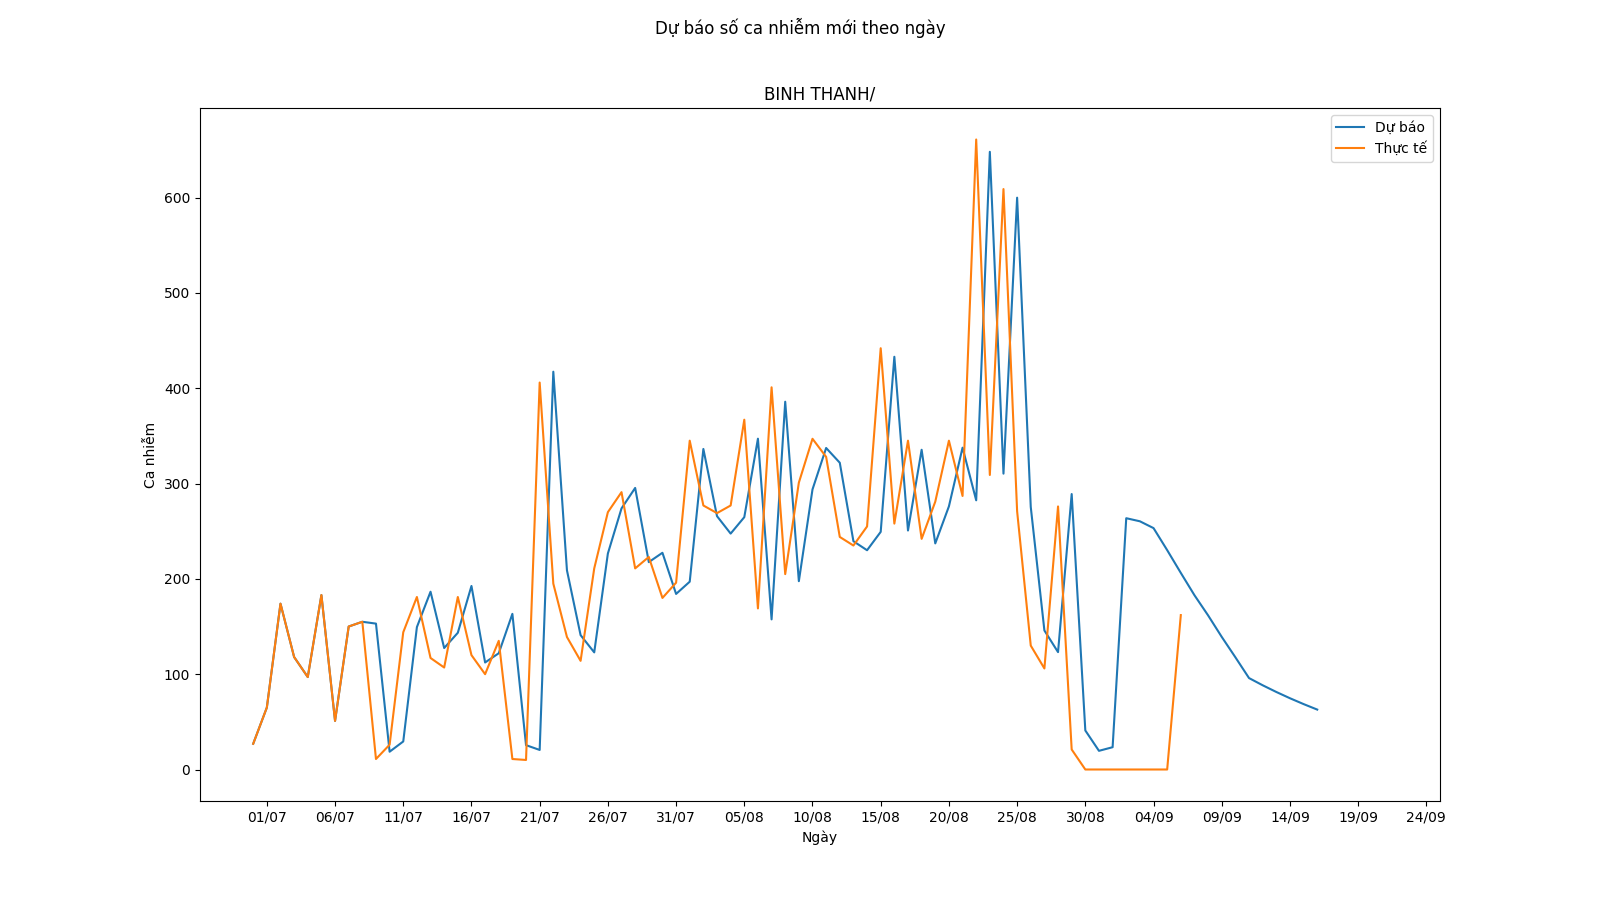 Dự báo số ca nhiễm mới theo ngày
BINH THANH/
Dự báo
Thực tế
600
500
400
300
200
100
0
Ca nhiễm
01/07 06/07 11/07 16/07 21/07 26/07 31/07 05/08 10/08 15/08 20/08 25/08 30/08 04/09 09/09 14/09 19/09 24/09
Ngày